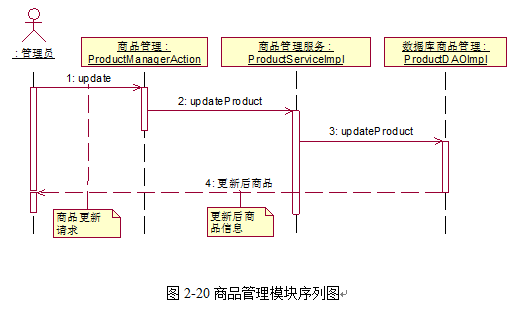 : 管理员
商品管理 :
ProductManagerAction
商品管理服务 :
ProductServiceImpl
数据库商品管理 :
ProductDAOImpl
1: update
2: updateProduct
3: updateProduct
4: 更新后商品
商品更新
请求
更新后商
品信息
图 2-20 商品管理模块序列图